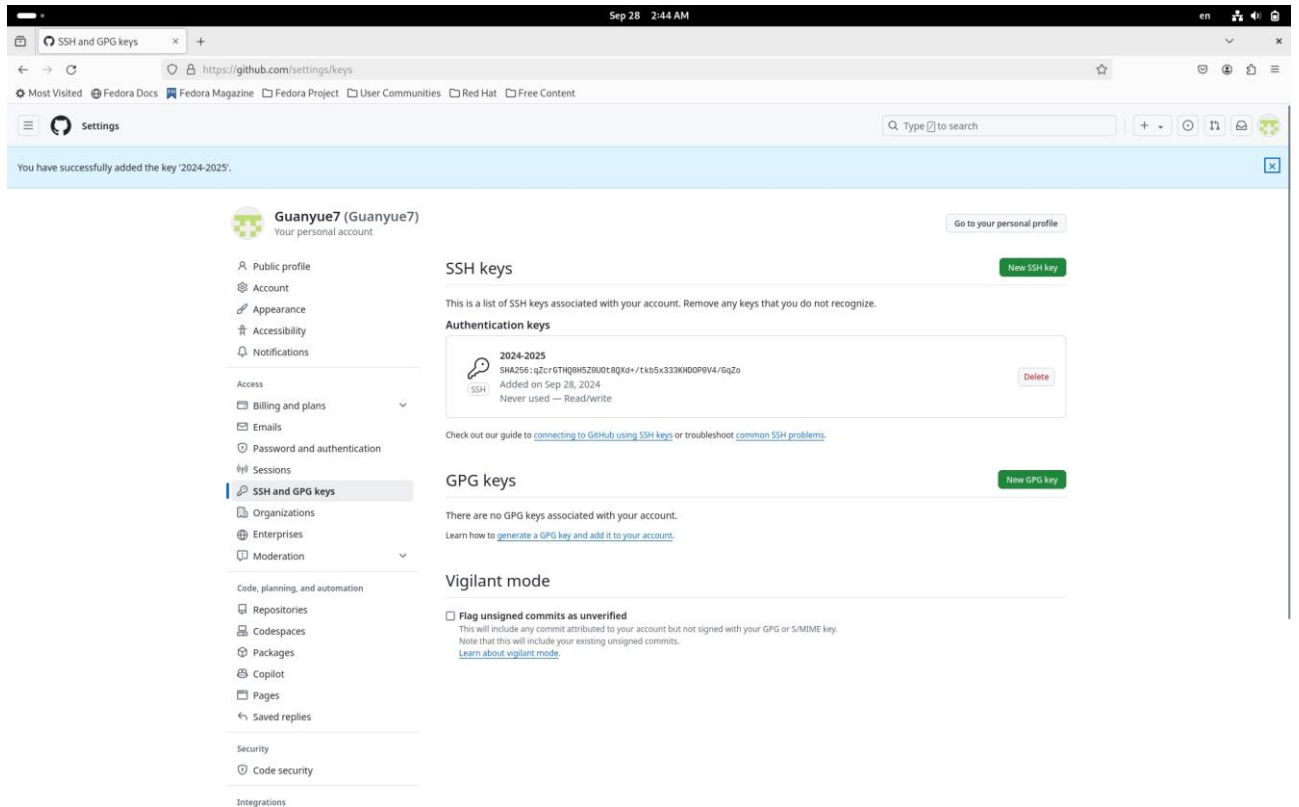 Sep 28 2:44 AM
en
SSH and GPG keys
https://github.com/settings/keys
Most Visited Fedora Docs Fedora Magazine Fedora Project User Communities Red Hat Free Content
Settings
Type / to search
You have successfully added the key '2024-2025'.
Guanyue7 (Guanyue7)
Your personal account
Go to your personal profile
Public profile
Account
Appearance
Accessibility
Notifications
Access
Billing and plans
Emails
Password and authentication
Sessions
SSH and GPG keys
Organizations
Enterprises
Moderation
Code, planning, and automation
Repositories
Codespaces
Packages
Copilot
Pages
Saved replies
Security
Code security
Integrations
SSH keys
New SSH key
This is a list of SSH keys associated with your account. Remove any keys that you do not recognize.
Authentication keys
2024-2025
SSH
Added on Sep 28, 2024
Never used — Read/write
Delete
Check out our guide to connecting to GitHub using SSH keys or troubleshoot common SSH problems.
GPG keys
New GPG key
There are no GPG keys associated with your account.
Learn how to generate a GPG key and add it to your account.
Vigilant mode
Flag unsigned commits as unverified
This will include any commit attributed to your account but not signed with your GPG or S/MIME key.
Note that this will include your existing unsigned commits.
Learn about vigilant mode.